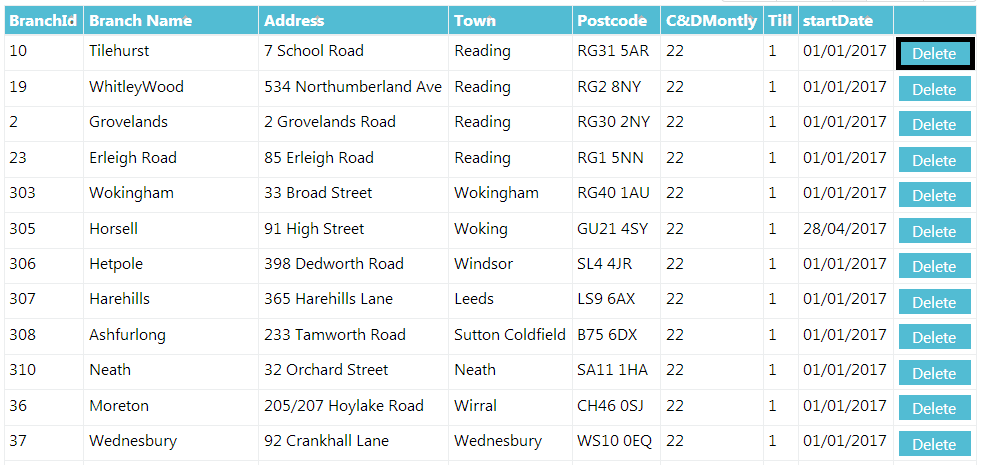 BranchId Branch Name Address Town Postcode C&DMontly Till startDate
10 Tilehurst 7 School Road Reading RG31 5AR 22 1 01/01/2017 Delete
19 WhitleyWood 534 Northumberland Ave Reading RG2 8NY 22 1 01/01/2017 Delete
2 Grovelands 2 Grovelands Road Reading RG30 2NY 22 1 01/01/2017 Delete
23 Erleigh Road 85 Erleigh Road Reading RG1 5NN 22 1 01/01/2017 Delete
303 Wokingham 33 Broad Street Wokingham RG40 1AU 22 1 01/01/2017 Delete
305 Horsell 91 High Street Woking GU21 4SY 22 1 28/04/2017 Delete
306 Hetpole 398 Dedworth Road Windsor SL4 4JR 22 1 01/01/2017 Delete
307 Harehills 365 Harehills Lane Leeds LS9 6AX 22 1 01/01/2017 Delete
308 Ashfurlong 233 Tamworth Road Sutton Coldfield B75 6DX 22 1 01/01/2017 Delete
310 Neath 32 Orchard Street Neath SA11 1HA 22 1 01/01/2017 Delete
36 Moreton 205/207 Hoylake Road Wirral CH46 0SJ 22 1 01/01/2017 Delete
37 Wednesbury 92 Crankhall Lane Wednesbury WS10 0EQ 22 1 01/01/2017 Delete